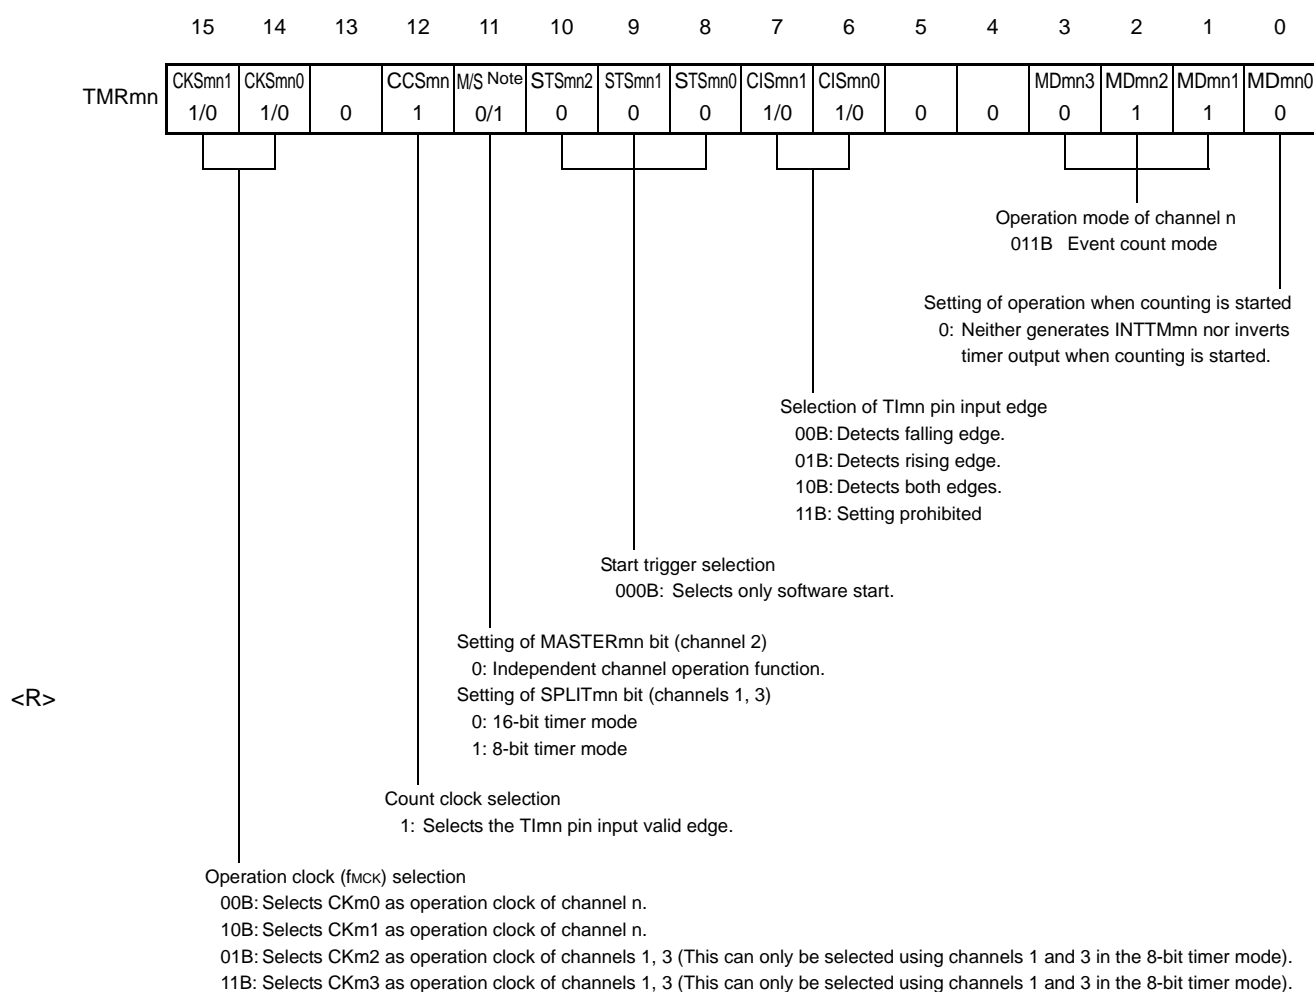 15 14 13 12 11 10 9 8 7 6 5 4 3 2 1 0
TMRmn
CKSmn1 CKSmn0 CCSmn M/S Note STSmn2 STSmn1 STSmn0 CISmn1 CISmn0 MDmn3 MDmn2 MDmn1 MDmn0
1/0 1/0 0 1 0/1 0 0 0 1/0 1/0 0 0 0 1 1 0
Operation mode of channel n
011B Event count mode
Setting of operation when counting is started
0: Neither generates INTTMmn nor inverts
timer output when counting is started.
Selection of TImn pin input edge
00B: Detects falling edge.
01B: Detects rising edge.
10B: Detects both edges.
11B: Setting prohibited
Start trigger selection
000B: Selects only software start.
Setting of MASTERmn bit (channel 2)
0: Independent channel operation function.
<R>
Setting of SPLITmn bit (channels 1, 3)
0: 16-bit timer mode
1: 8-bit timer mode
Count clock selection
1: Selects the TImn pin input valid edge.
Operation clock (fMCK) selection
00B: Selects CKm0 as operation clock of channel n.
10B: Selects CKm1 as operation clock of channel n.
01B: Selects CKm2 as operation clock of channels 1, 3 (This can only be selected using channels 1 and 3 in the 8-bit timer mode).
11B: Selects CKm3 as operation clock of channels 1, 3 (This can only be selected using channels 1 and 3 in the 8-bit timer mode).